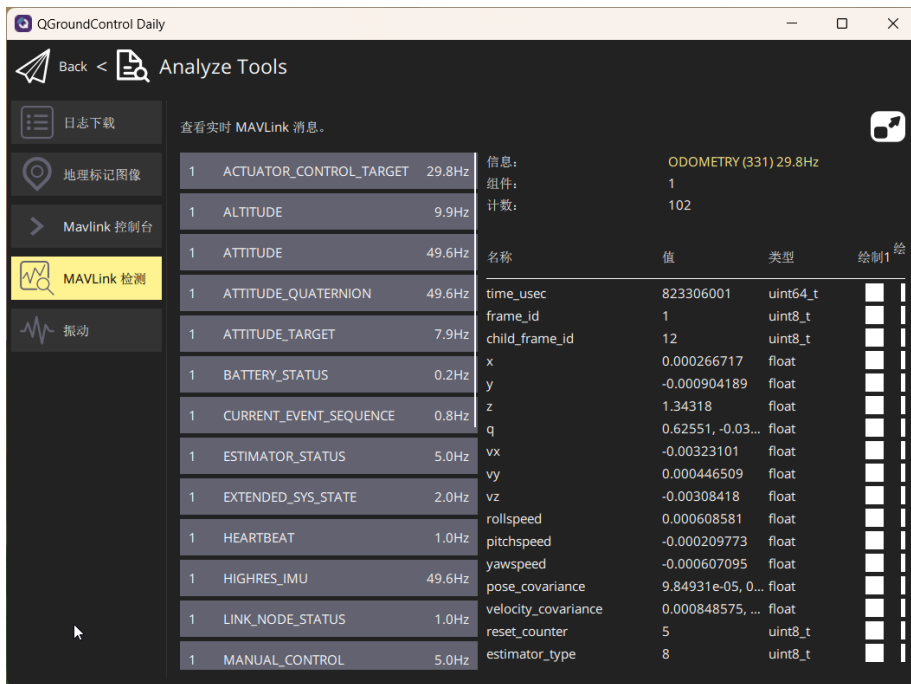 QGroundControl Daily
Back < Analyze Tools
日志下载
地理标记图像
Mavlink 控制台
MAVLink 检测
振动
查看实时 MAVLink 消息。
1 ACTUATOR_CONTROL_TARGET 29.8Hz
1 ALTITUDE 9.9Hz
1 ATTITUDE 49.6Hz
1 ATTITUDE_QUATERNION 49.6Hz
1 ATTITUDE_TARGET 7.9Hz
1 BATTERY_STATUS 0.2Hz
1 CURRENT_EVENT_SEQUENCE 0.8Hz
1 ESTIMATOR_STATUS 5.0Hz
1 EXTENDED_SYS_STATE 2.0Hz
1 HEARTBEAT 1.0Hz
1 HIGHRES_IMU 49.6Hz
1 LINK_NODE_STATUS 1.0Hz
1 MANUAL_CONTROL 5.0Hz
信息： ODOMETRY (331) 29.8Hz
组件： 1
计数： 102
名称 值 类型 绘制1 绘
time_usec 823306001 uint64_t
frame_id 1 uint8_t
child_frame_id 12 uint8_t
x 0.000266717 float
y -0.000904189 float
z 1.34318 float
q 0.62551, -0.03... float
vx -0.00323101 float
vy 0.000446509 float
vz -0.00308418 float
rollspeed 0.000608581 float
pitchspeed -0.000209773 float
yawspeed -0.000607095 float
pose_covariance 9.84931e-05, 0... float
velocity_covariance 0.000848575, ... float
reset_counter 5 uint8_t
estimator_type 8 uint8_t